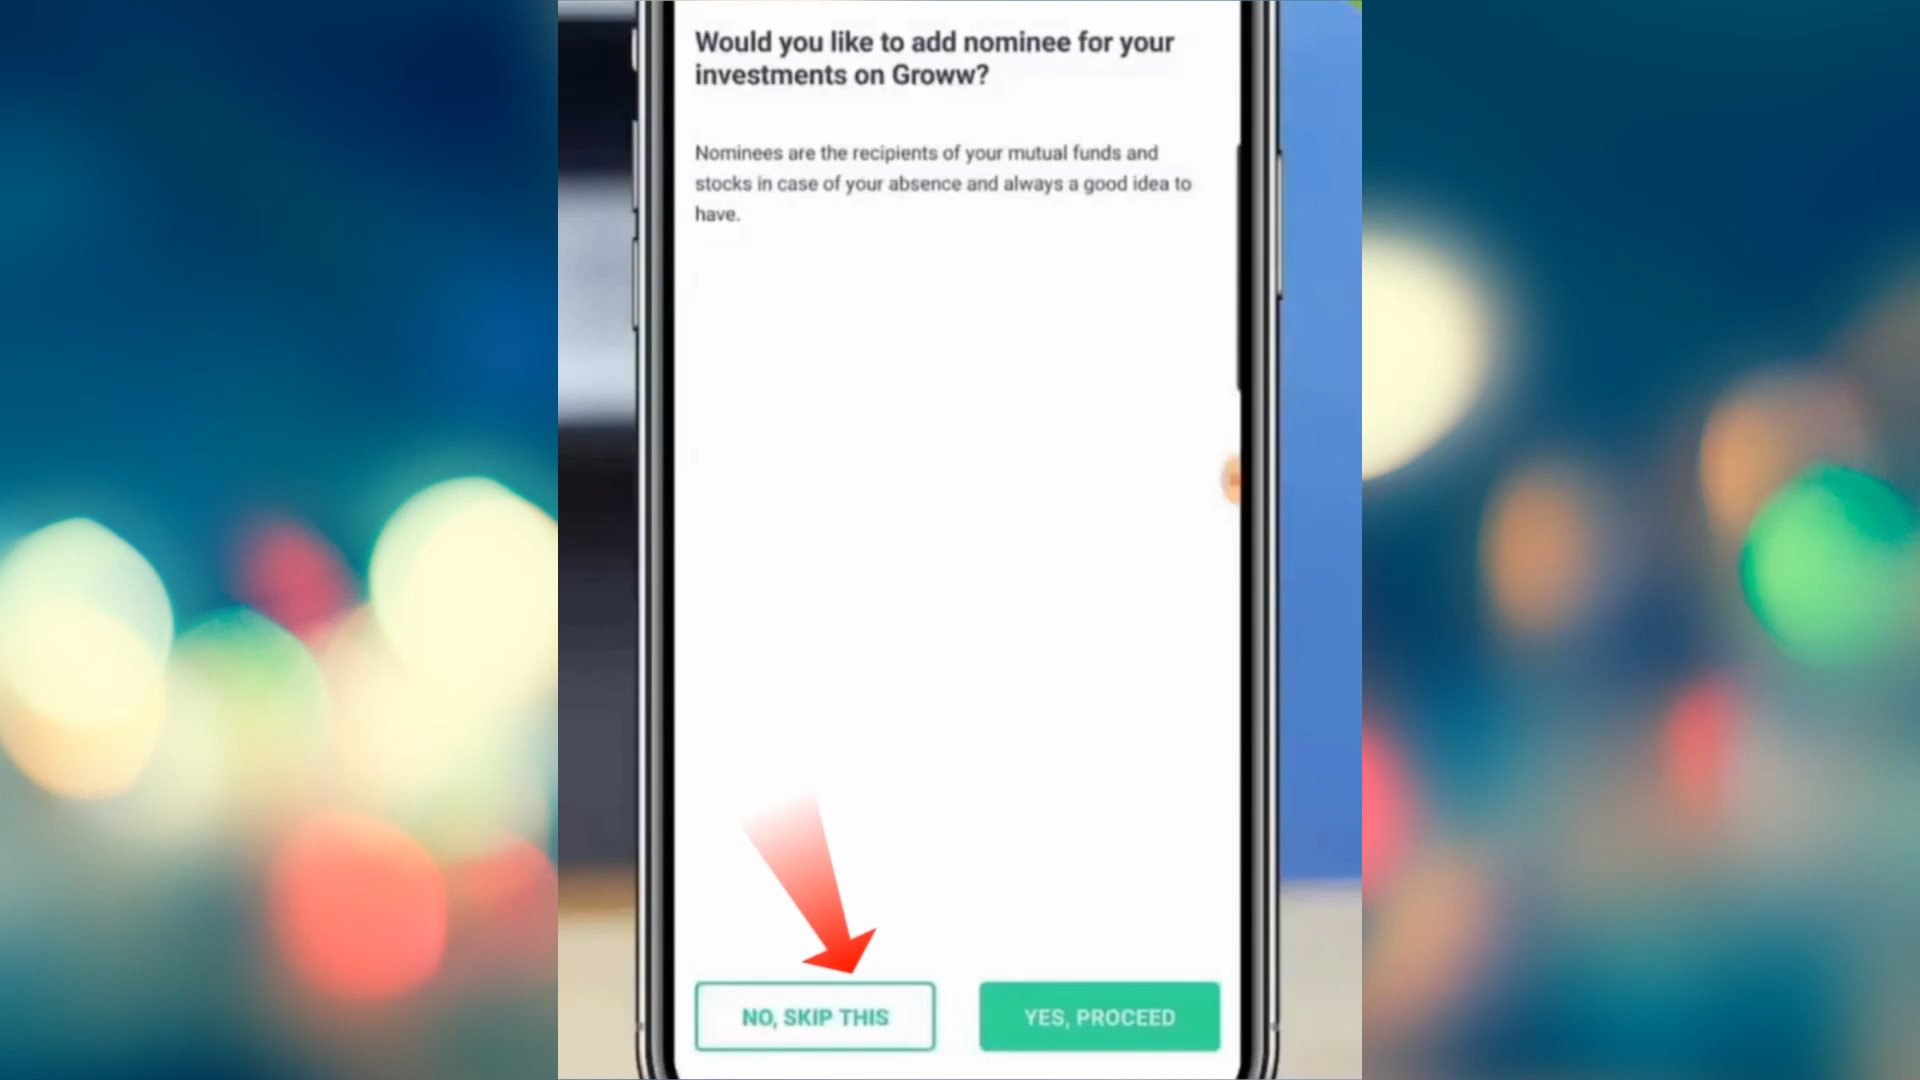 Would you like to add nominee for your
investments on Groww?
Nominees are the recipients of your mutual funds and
stocks in case of your absence and always a good idea to
have.
NO, SKIP THIS
YES, PROCEED